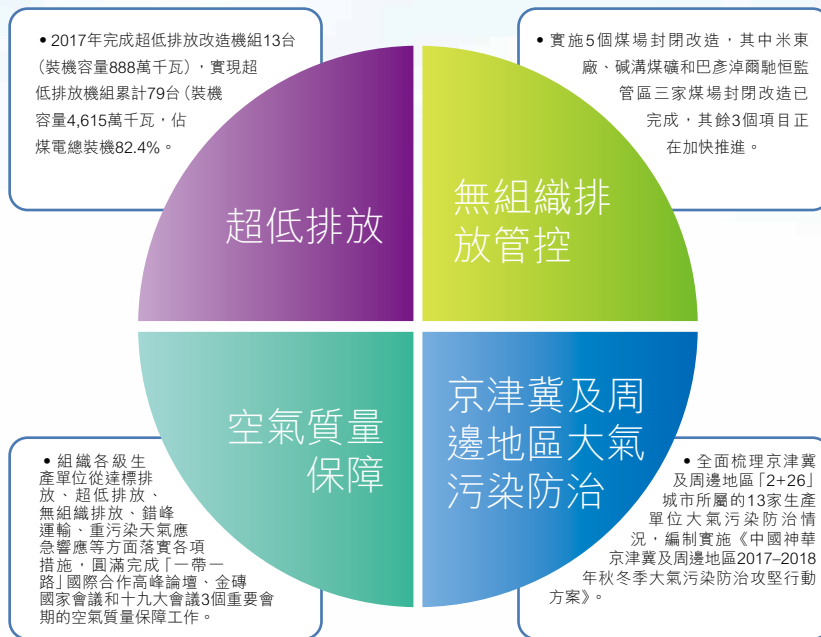 • 2017年完成超低排放改造機組13台
(裝機容量888萬千瓦)，實現超
低排放機組累計79台(裝機
容量4,615萬千瓦，佔
煤電總裝機82.4%。
• 實施5個煤場封閉改造，其中米東
廠、碱溝煤礦和巴彥淖爾馳恒監
管區三家煤場封閉改造已
完成，其餘3個項目正
在加快推進。
超低排放
無組織排
放管控
空氣質量
保障
京津冀及周
邊地區大氣
污染防治
• 組織各級生
產單位從達標排
放、超低排放、
無組織排放、錯峰
運輸、重污染天氣應
急響應等方面落實各項
措施，圓滿完成「一帶一
路」國際合作高峰論壇、金磚
國家會議和十九大會議3個重要會
期的空氣質量保障工作。
• 全面梳理京津冀
及周邊地區「2+26」
城市所屬的13家生產
單位大氣污染防治情
況，編制實施《中國神華
京津冀及周邊地區2017–2018
年秋冬季大氣污染防治攻堅行動
方案》。